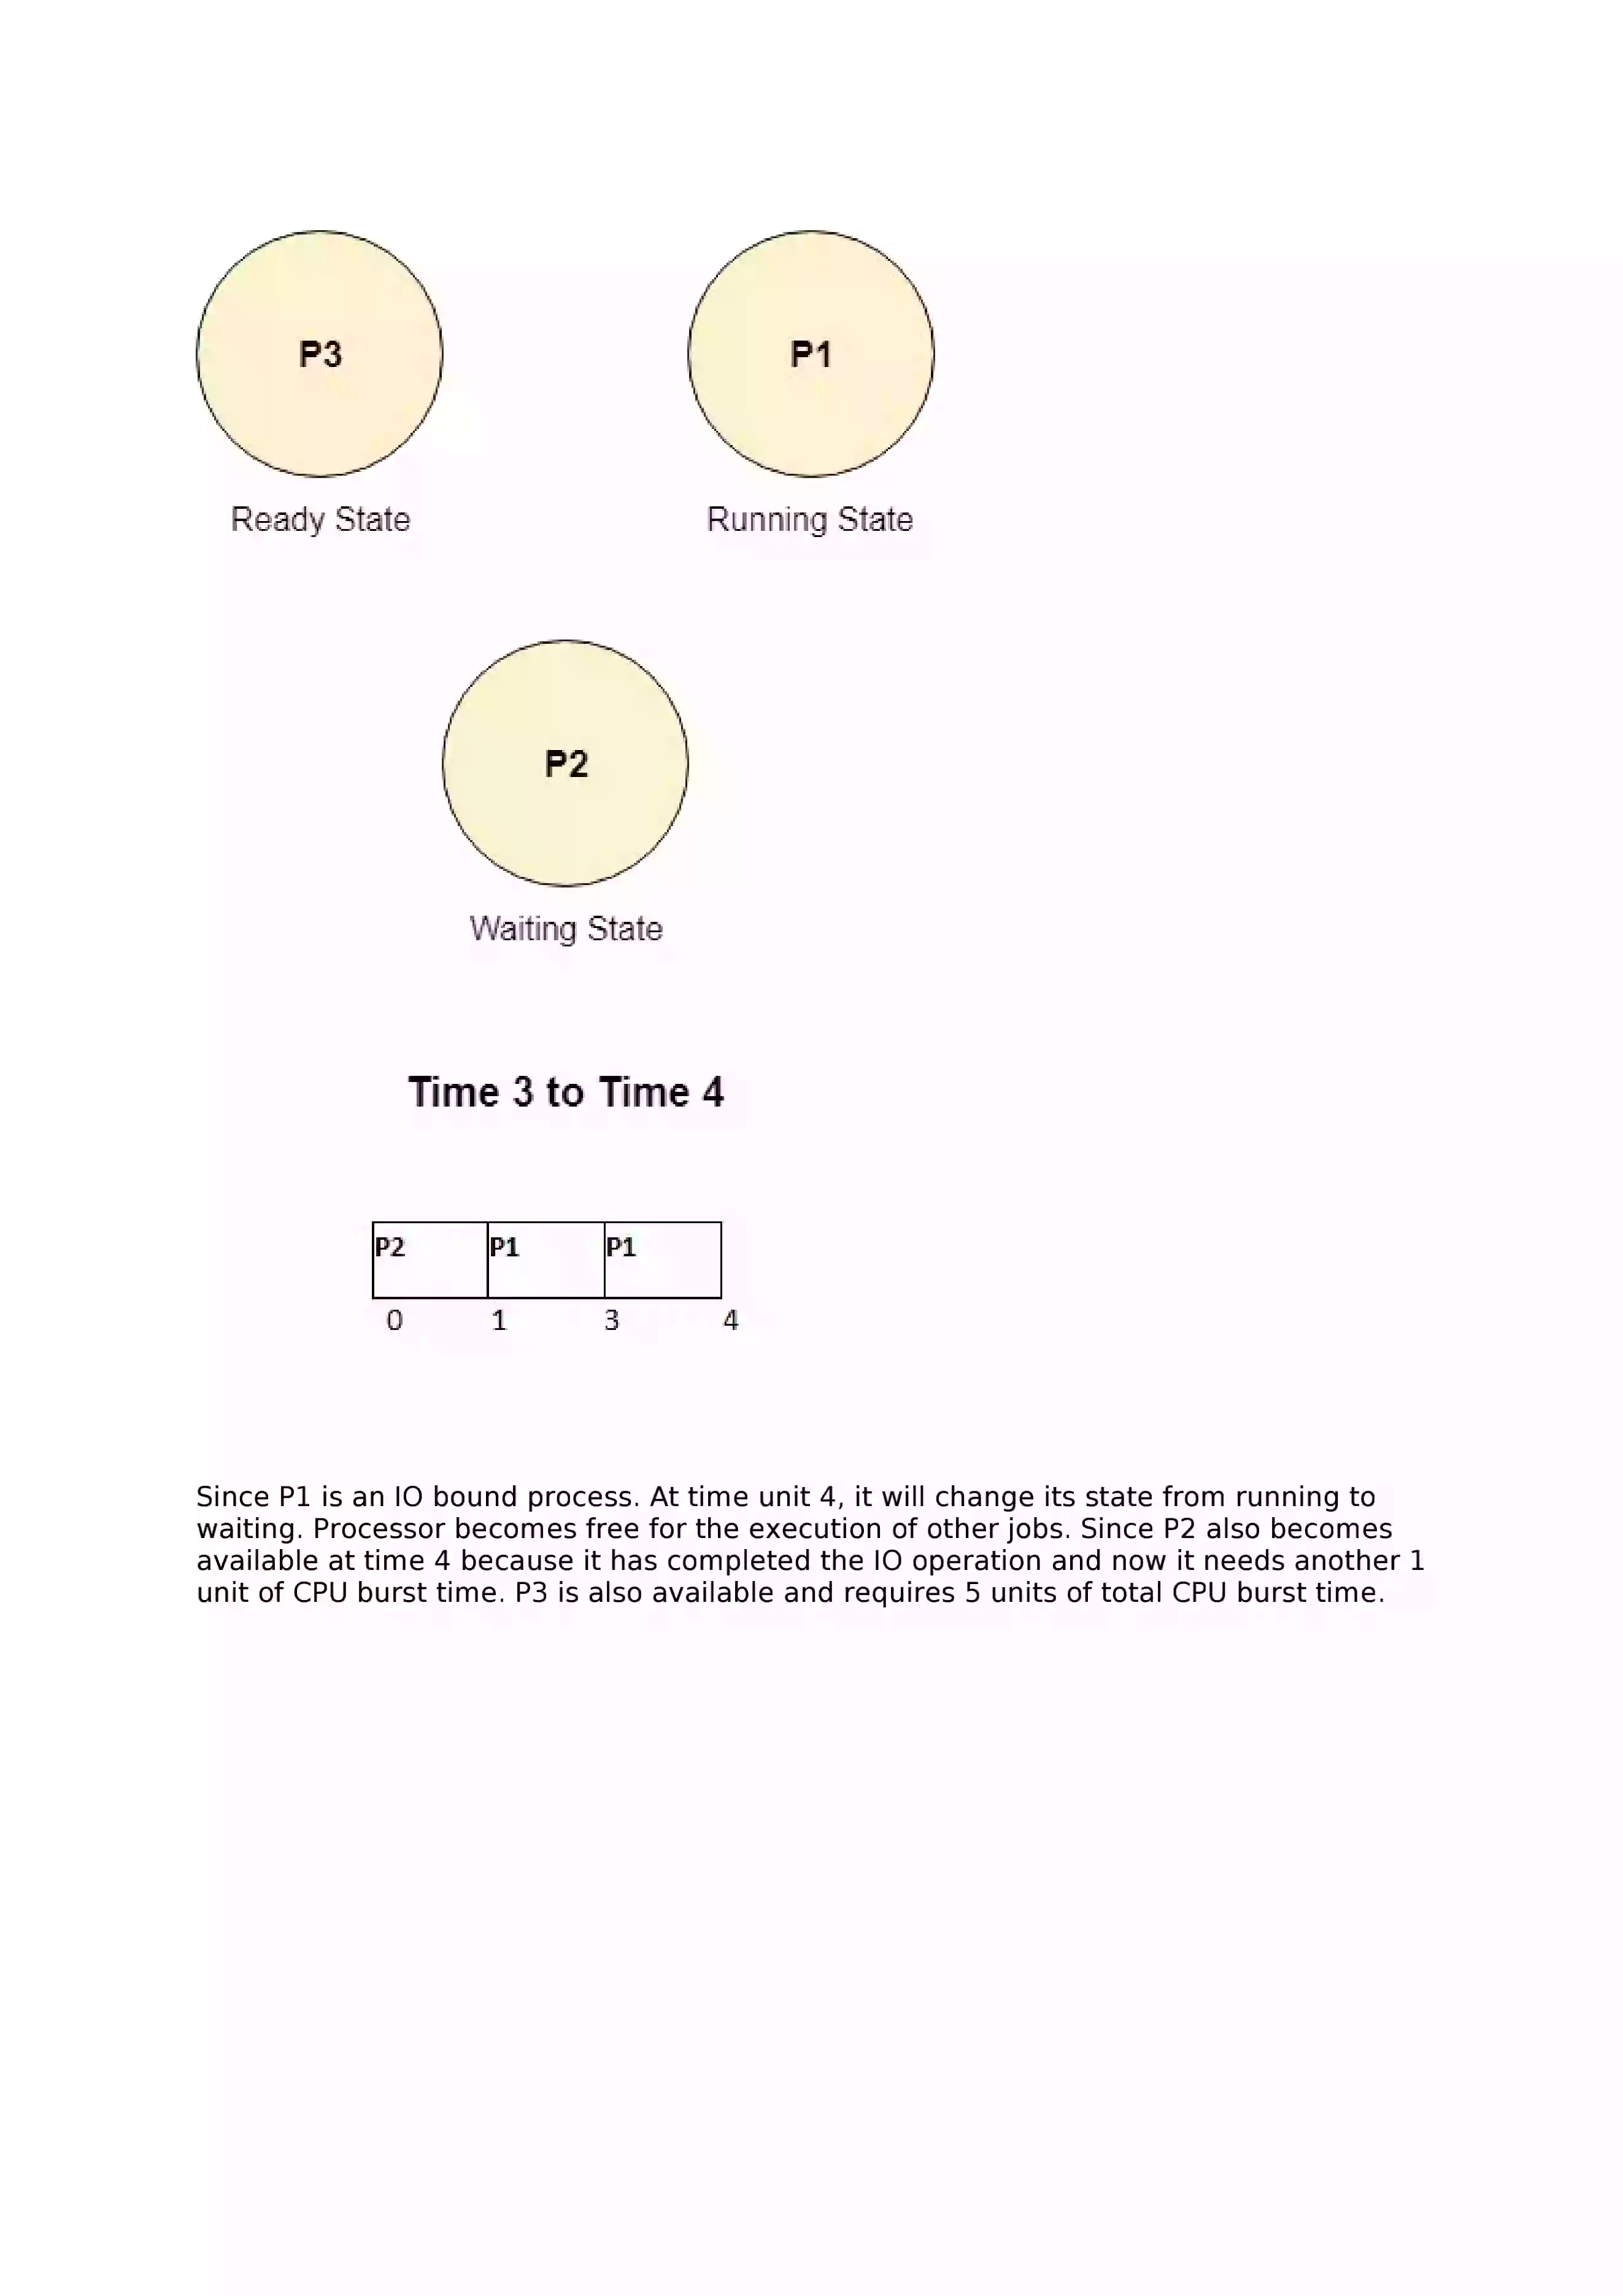 P3
P1
Ready State
Running State
P2
Waiting State
Time 3 to Time 4
P2 P1 P1
0 1 3 4
Since P1 is an IO bound process. At time unit 4, it will change its state from running to
waiting. Processor becomes free for the execution of other jobs. Since P2 also becomes
available at time 4 because it has completed the IO operation and now it needs another 1
unit of CPU burst time. P3 is also available and requires 5 units of total CPU burst time.